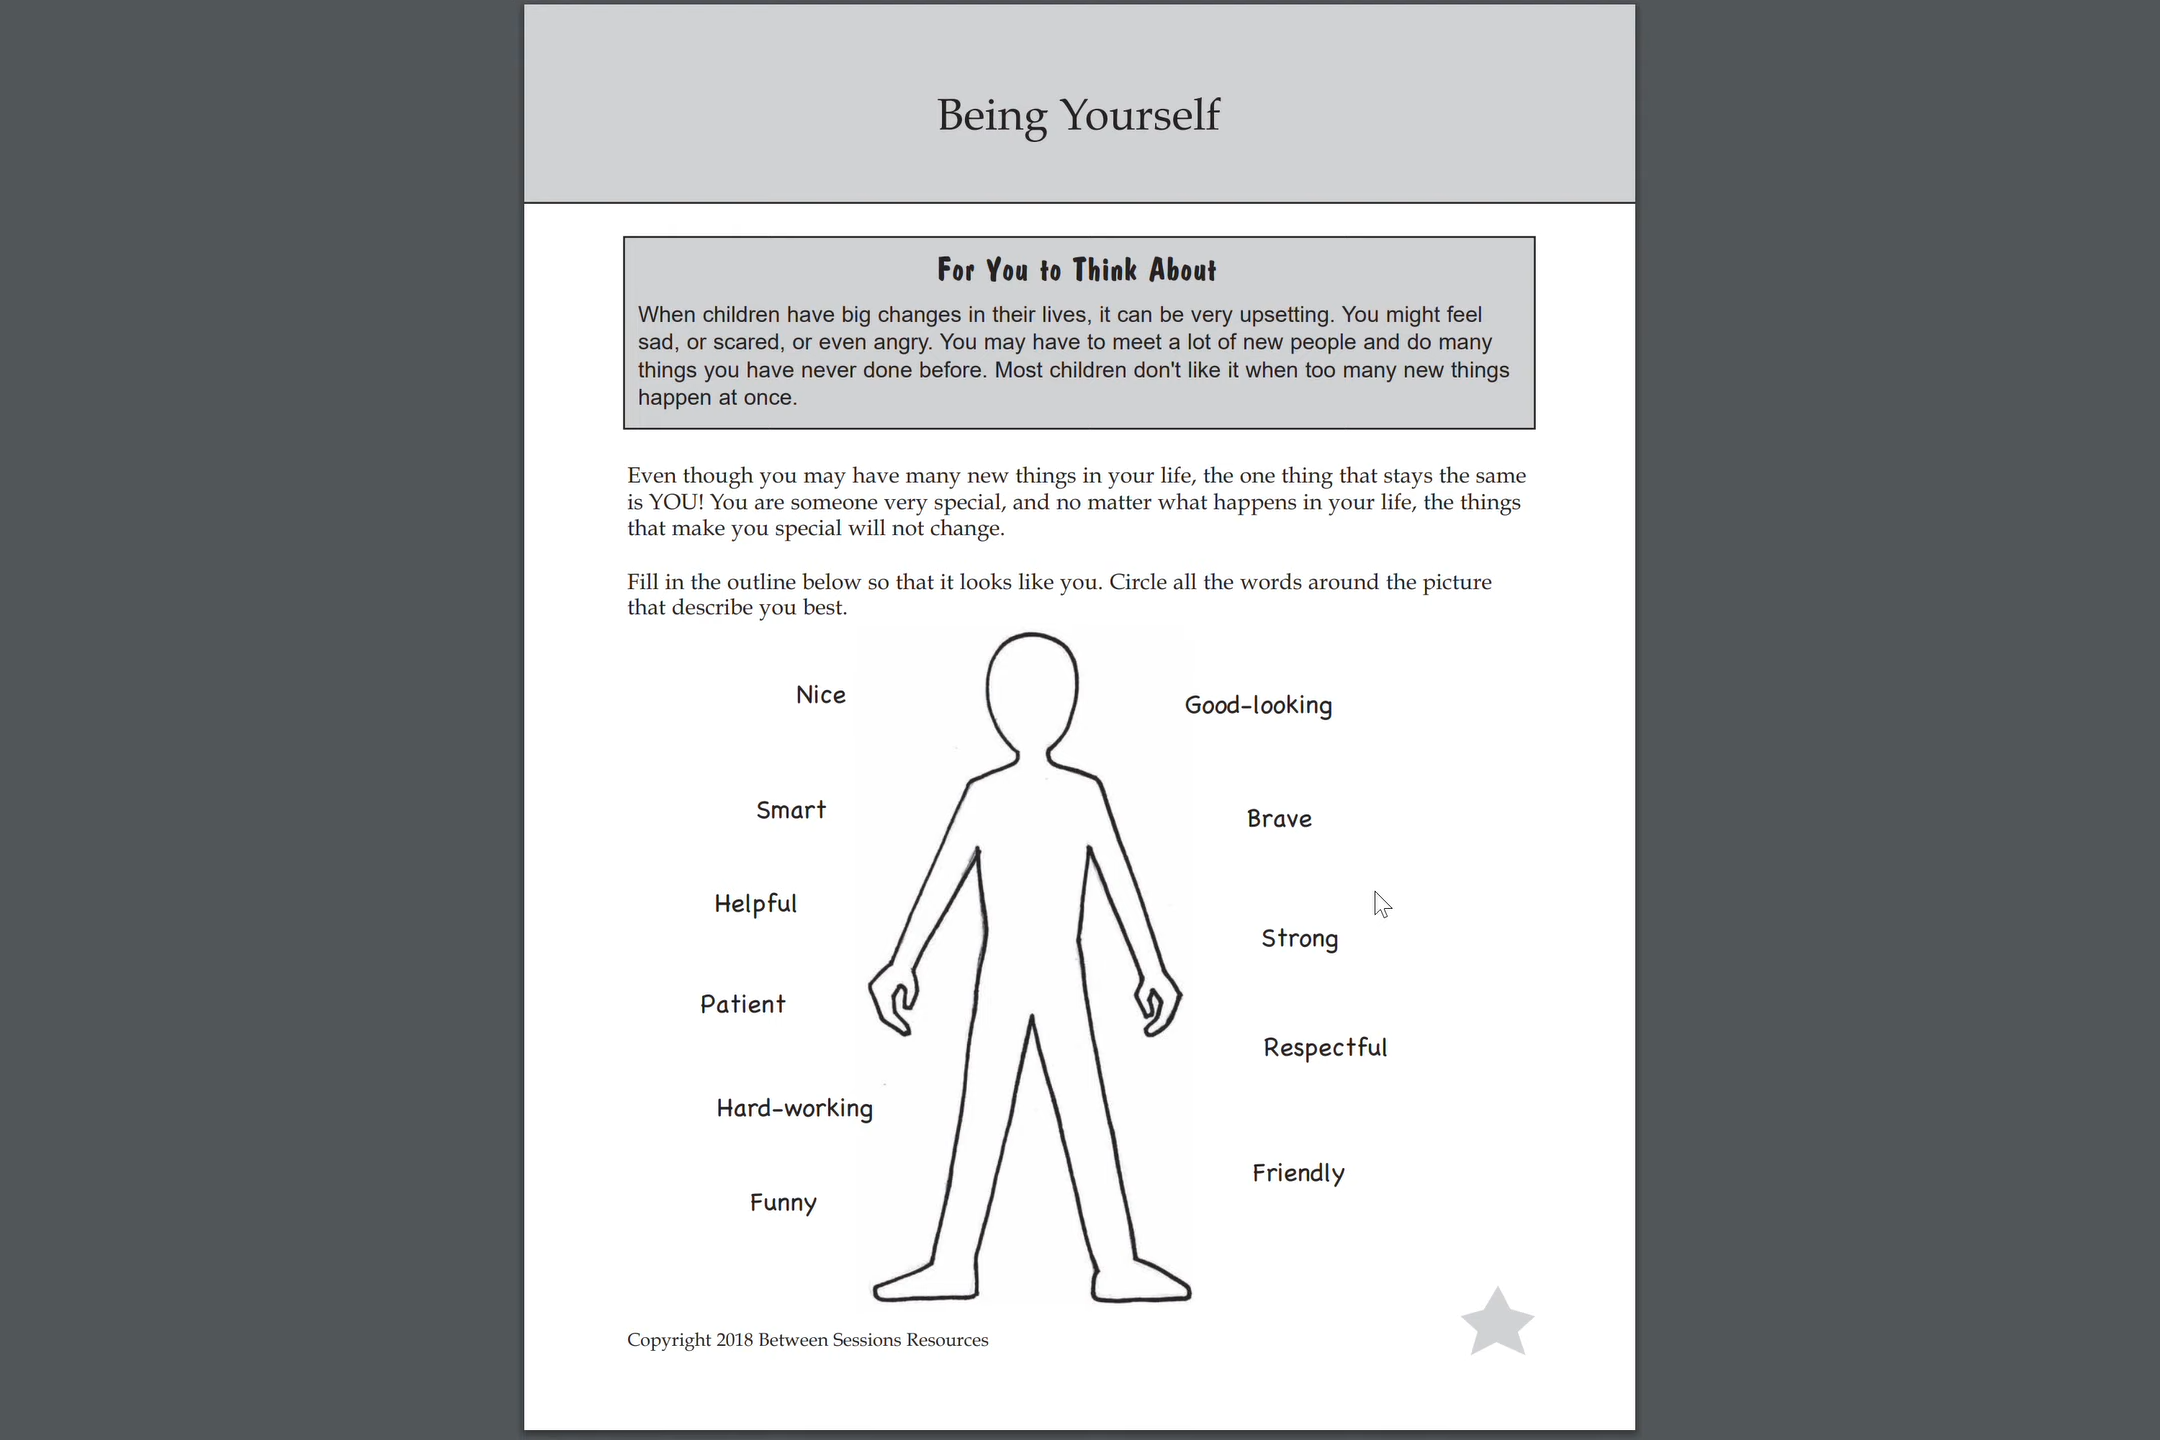 Being Yourself
For You to Think About
When children have big changes in their lives, it can be very upsetting. You might feel
sad, or scared, or even angry. You may have to meet a lot of new people and do many
things you have never done before. Most children don't like it when too many new things
happen at once.
Even though you may have many new things in your life, the one thing that stays the same
is YOU! You are someone very special, and no matter what happens in your life, the things
that make you special will not change.
Fill in the outline below so that it looks like you. Circle all the words around the picture
that describe you best.
Nice
Good-looking
Smart
Brave
Helpful
Strong
Patient
Respectful
Hard-working
Friendly
Funny
Copyright 2018 Between Sessions Resources